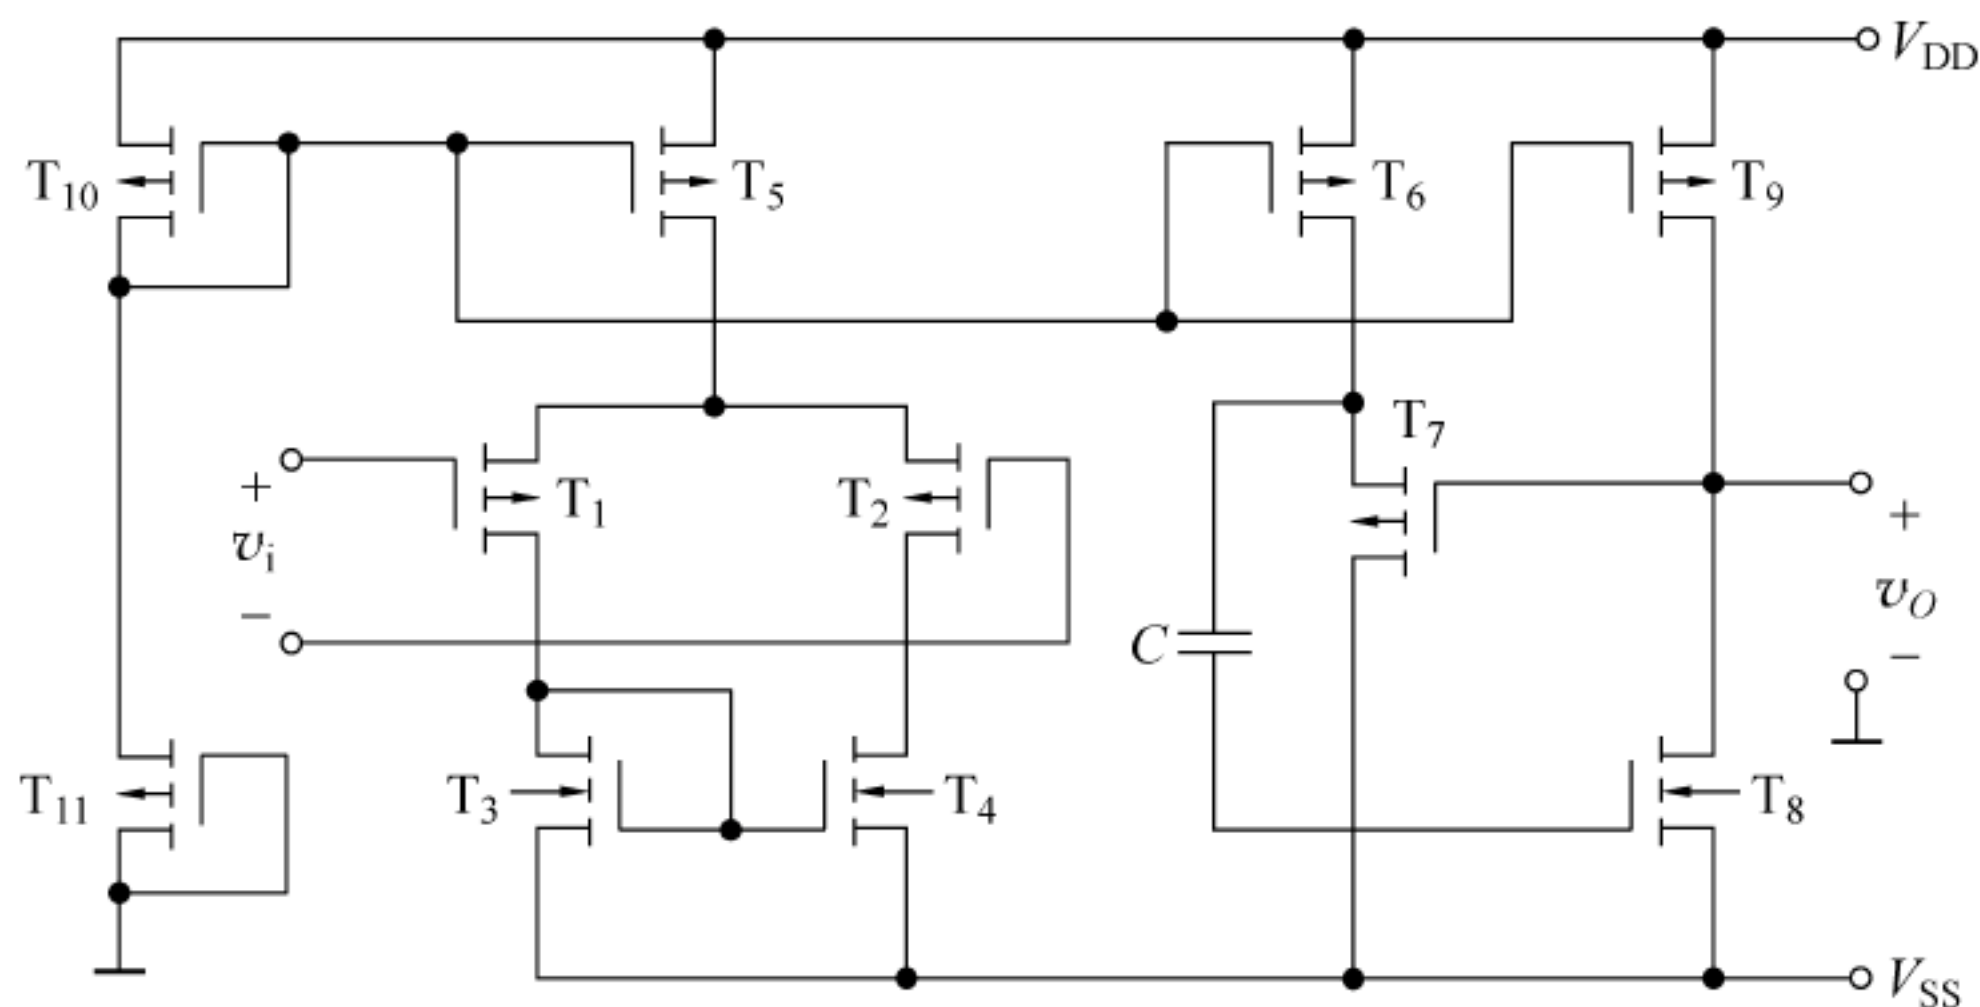 V_DD
T_10
T_5
T_6
T_9
T_7
+
T_1
T_2
v_i
−
+
v_O
−
C
T_11
T_3
T_4
T_8
V_SS